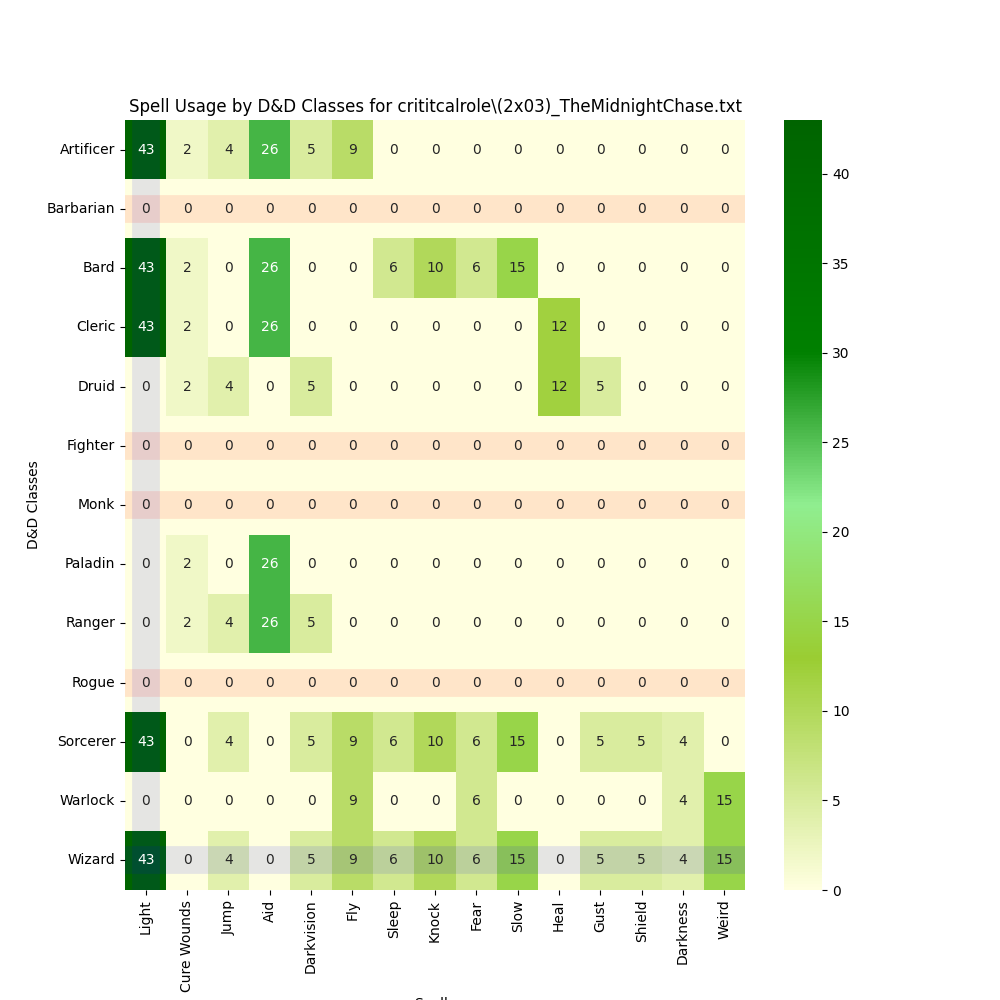 Spell Usage by D&D Classes for crititcalrole\(2x03)_TheMidnightChase.txt
D&D Classes
Artificer 43 2 4 26 5 9 0 0 0 0 0 0 0 0 0
Barbarian 0 0 0 0 0 0 0 0 0 0 0 0 0 0 0
Bard 43 2 0 26 0 0 6 10 6 15 0 0 0 0 0
Cleric 43 2 0 26 0 0 0 0 0 0 12 0 0 0 0
Druid 0 2 4 0 5 0 0 0 0 0 12 5 0 0 0
Fighter 0 0 0 0 0 0 0 0 0 0 0 0 0 0 0
Monk 0 0 0 0 0 0 0 0 0 0 0 0 0 0 0
Paladin 0 2 0 26 0 0 0 0 0 0 0 0 0 0 0
Ranger 0 2 4 26 5 0 0 0 0 0 0 0 0 0 0
Rogue 0 0 0 0 0 0 0 0 0 0 0 0 0 0 0
Sorcerer 43 0 4 0 5 9 6 10 6 15 0 5 5 4 0
Warlock 0 0 0 0 0 9 0 0 6 0 0 0 0 4 15
Wizard 43 0 4 0 5 9 6 10 6 15 0 5 5 4 15
Light Cure Wounds Jump Aid Darkvision Fly Sleep Knock Fear Slow Heal Gust Shield Darkness Weird
40
35
30
25
20
15
10
5
0